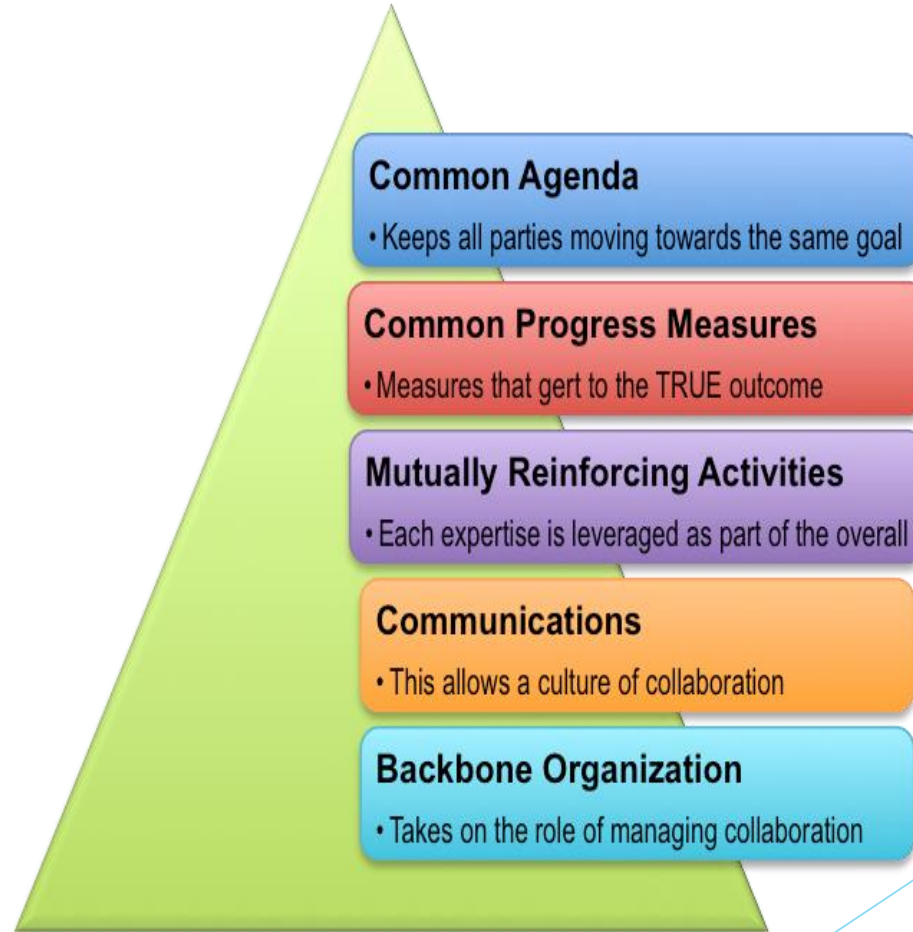 Common Agenda
• Keeps all parties moving towards the same goal
Common Progress Measures
• Measures that gert to the TRUE outcome
Mutually Reinforcing Activities
• Each expertise is leveraged as part of the overall
Communications
• This allows a culture of collaboration
Backbone Organization
• Takes on the role of managing collaboration